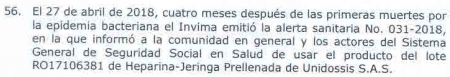 56. El 27 de abril de 2018, cuatro meses después de las primeras muertes por
la epidemia bacteriana el Invima emitió la alerta sanitaria No. 031-2018,
en la que informó a la comunidad en general y los actores del Sistema
General de Seguridad Social en Salud de usar el producto del lote
RO17106381 de Heparina-Jeringa Prellenada de Unidossis S.A.S.